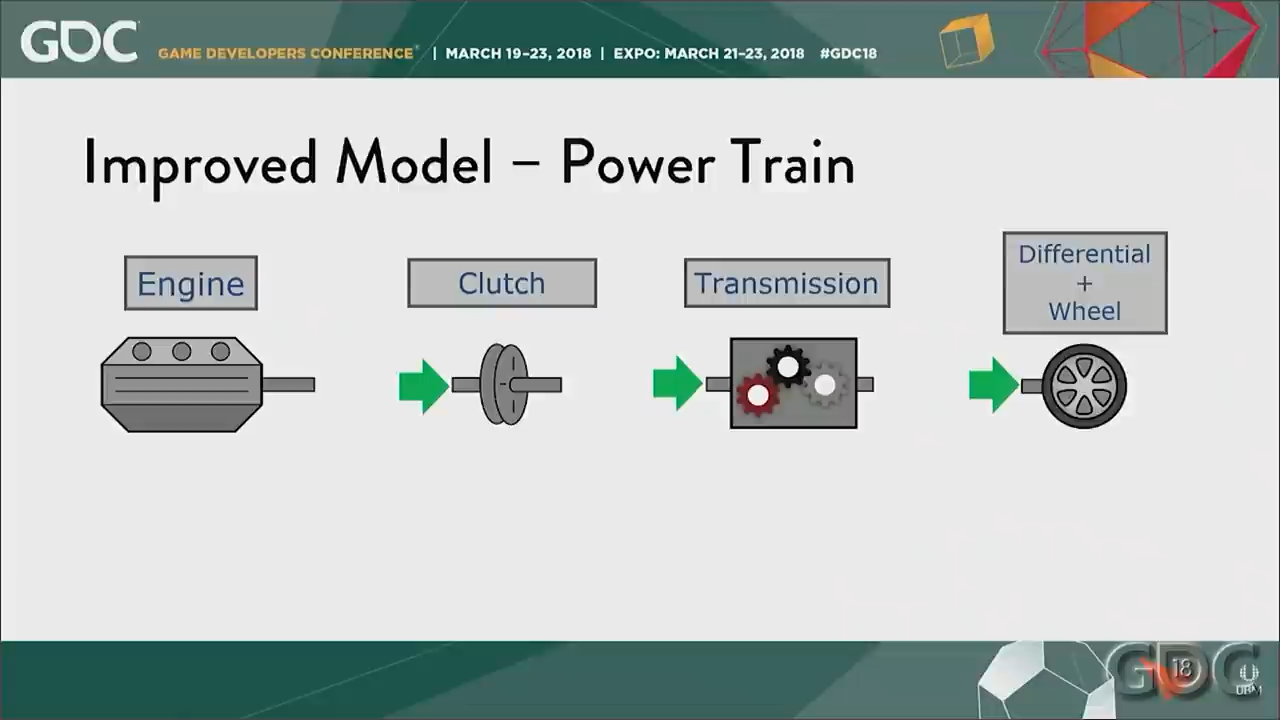 GDC GAME DEVELOPERS CONFERENCE® | MARCH 19–23, 2018 | EXPO: MARCH 21–23, 2018 #GDC18
Improved Model – Power Train
Engine
Clutch
Transmission
Differential
+
Wheel
GDC
18
UBM